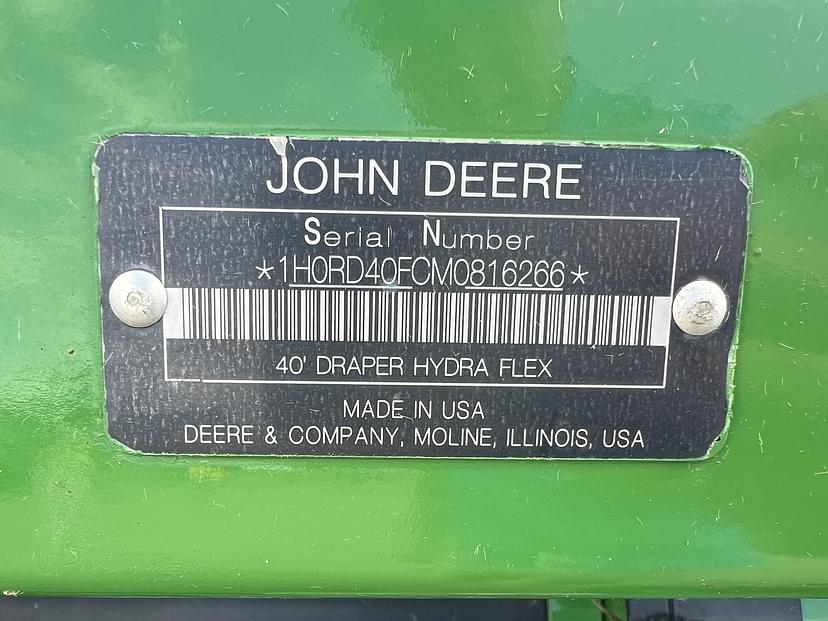 JOHN DEERE
Serial Number
*1H0RD40FCM0816266*
40' DRAPER HYDRA FLEX
MADE IN USA
DEERE & COMPANY, MOLINE, ILLINOIS, USA